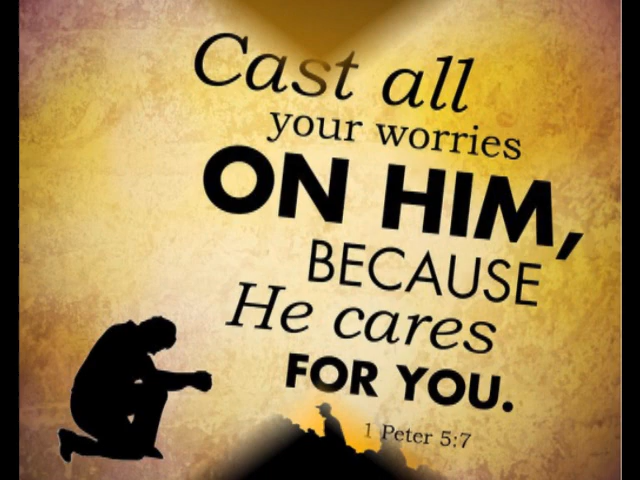 Cast all
your worries
ON HIM,
BECAUSE
He cares
FOR YOU.
1 Peter 5:7